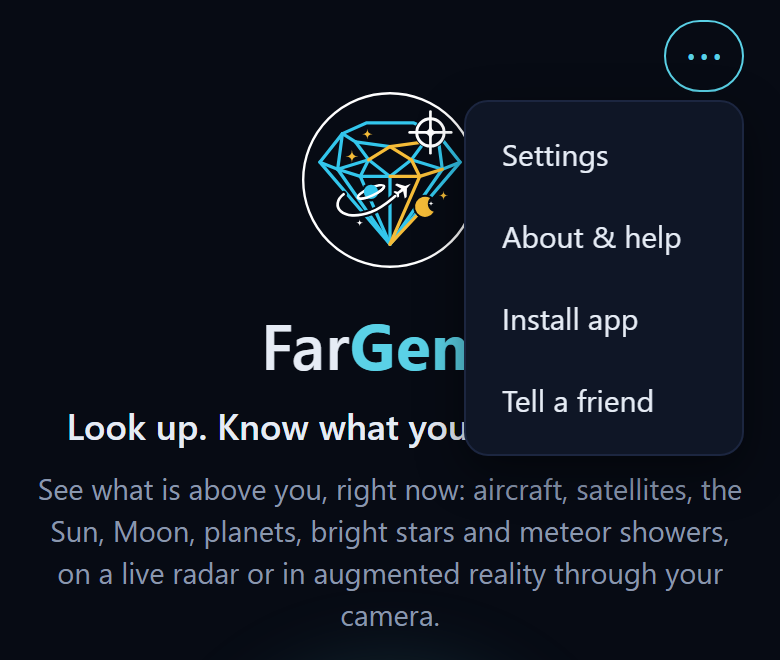 ...
Settings
About & help
Install app
Tell a friend
FarGen
Look up. Know what you
See what is above you, right now: aircraft, satellites, the
Sun, Moon, planets, bright stars and meteor showers,
on a live radar or in augmented reality through your
camera.